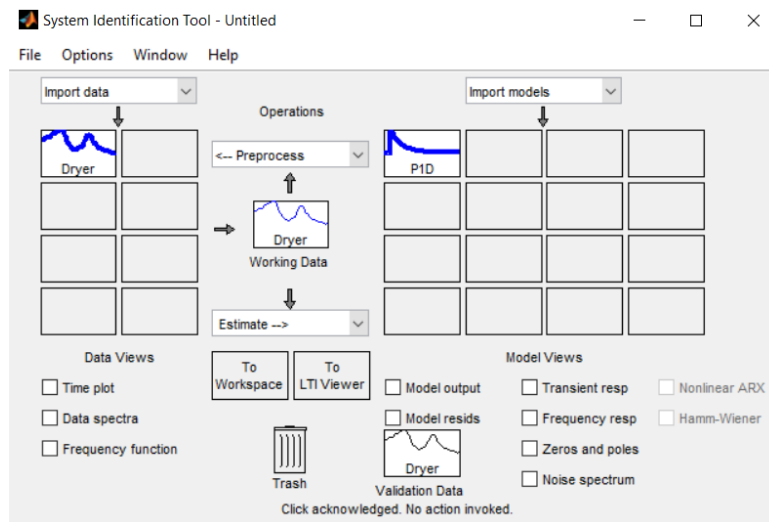 System Identification Tool - Untitled
File Options Window Help
Import data
Import models
Operations
Dryer
<-- Preprocess
P1D
Dryer
Working Data
Estimate -->
Data Views
Model Views
To Workspace
To LTI Viewer
Time plot
Model output
Transient resp
Nonlinear ARX
Data spectra
Model resids
Frequency resp
Hamm-Wiener
Frequency function
Zeros and poles
Dryer
Trash
Validation Data
Noise spectrum
Click acknowledged. No action invoked.